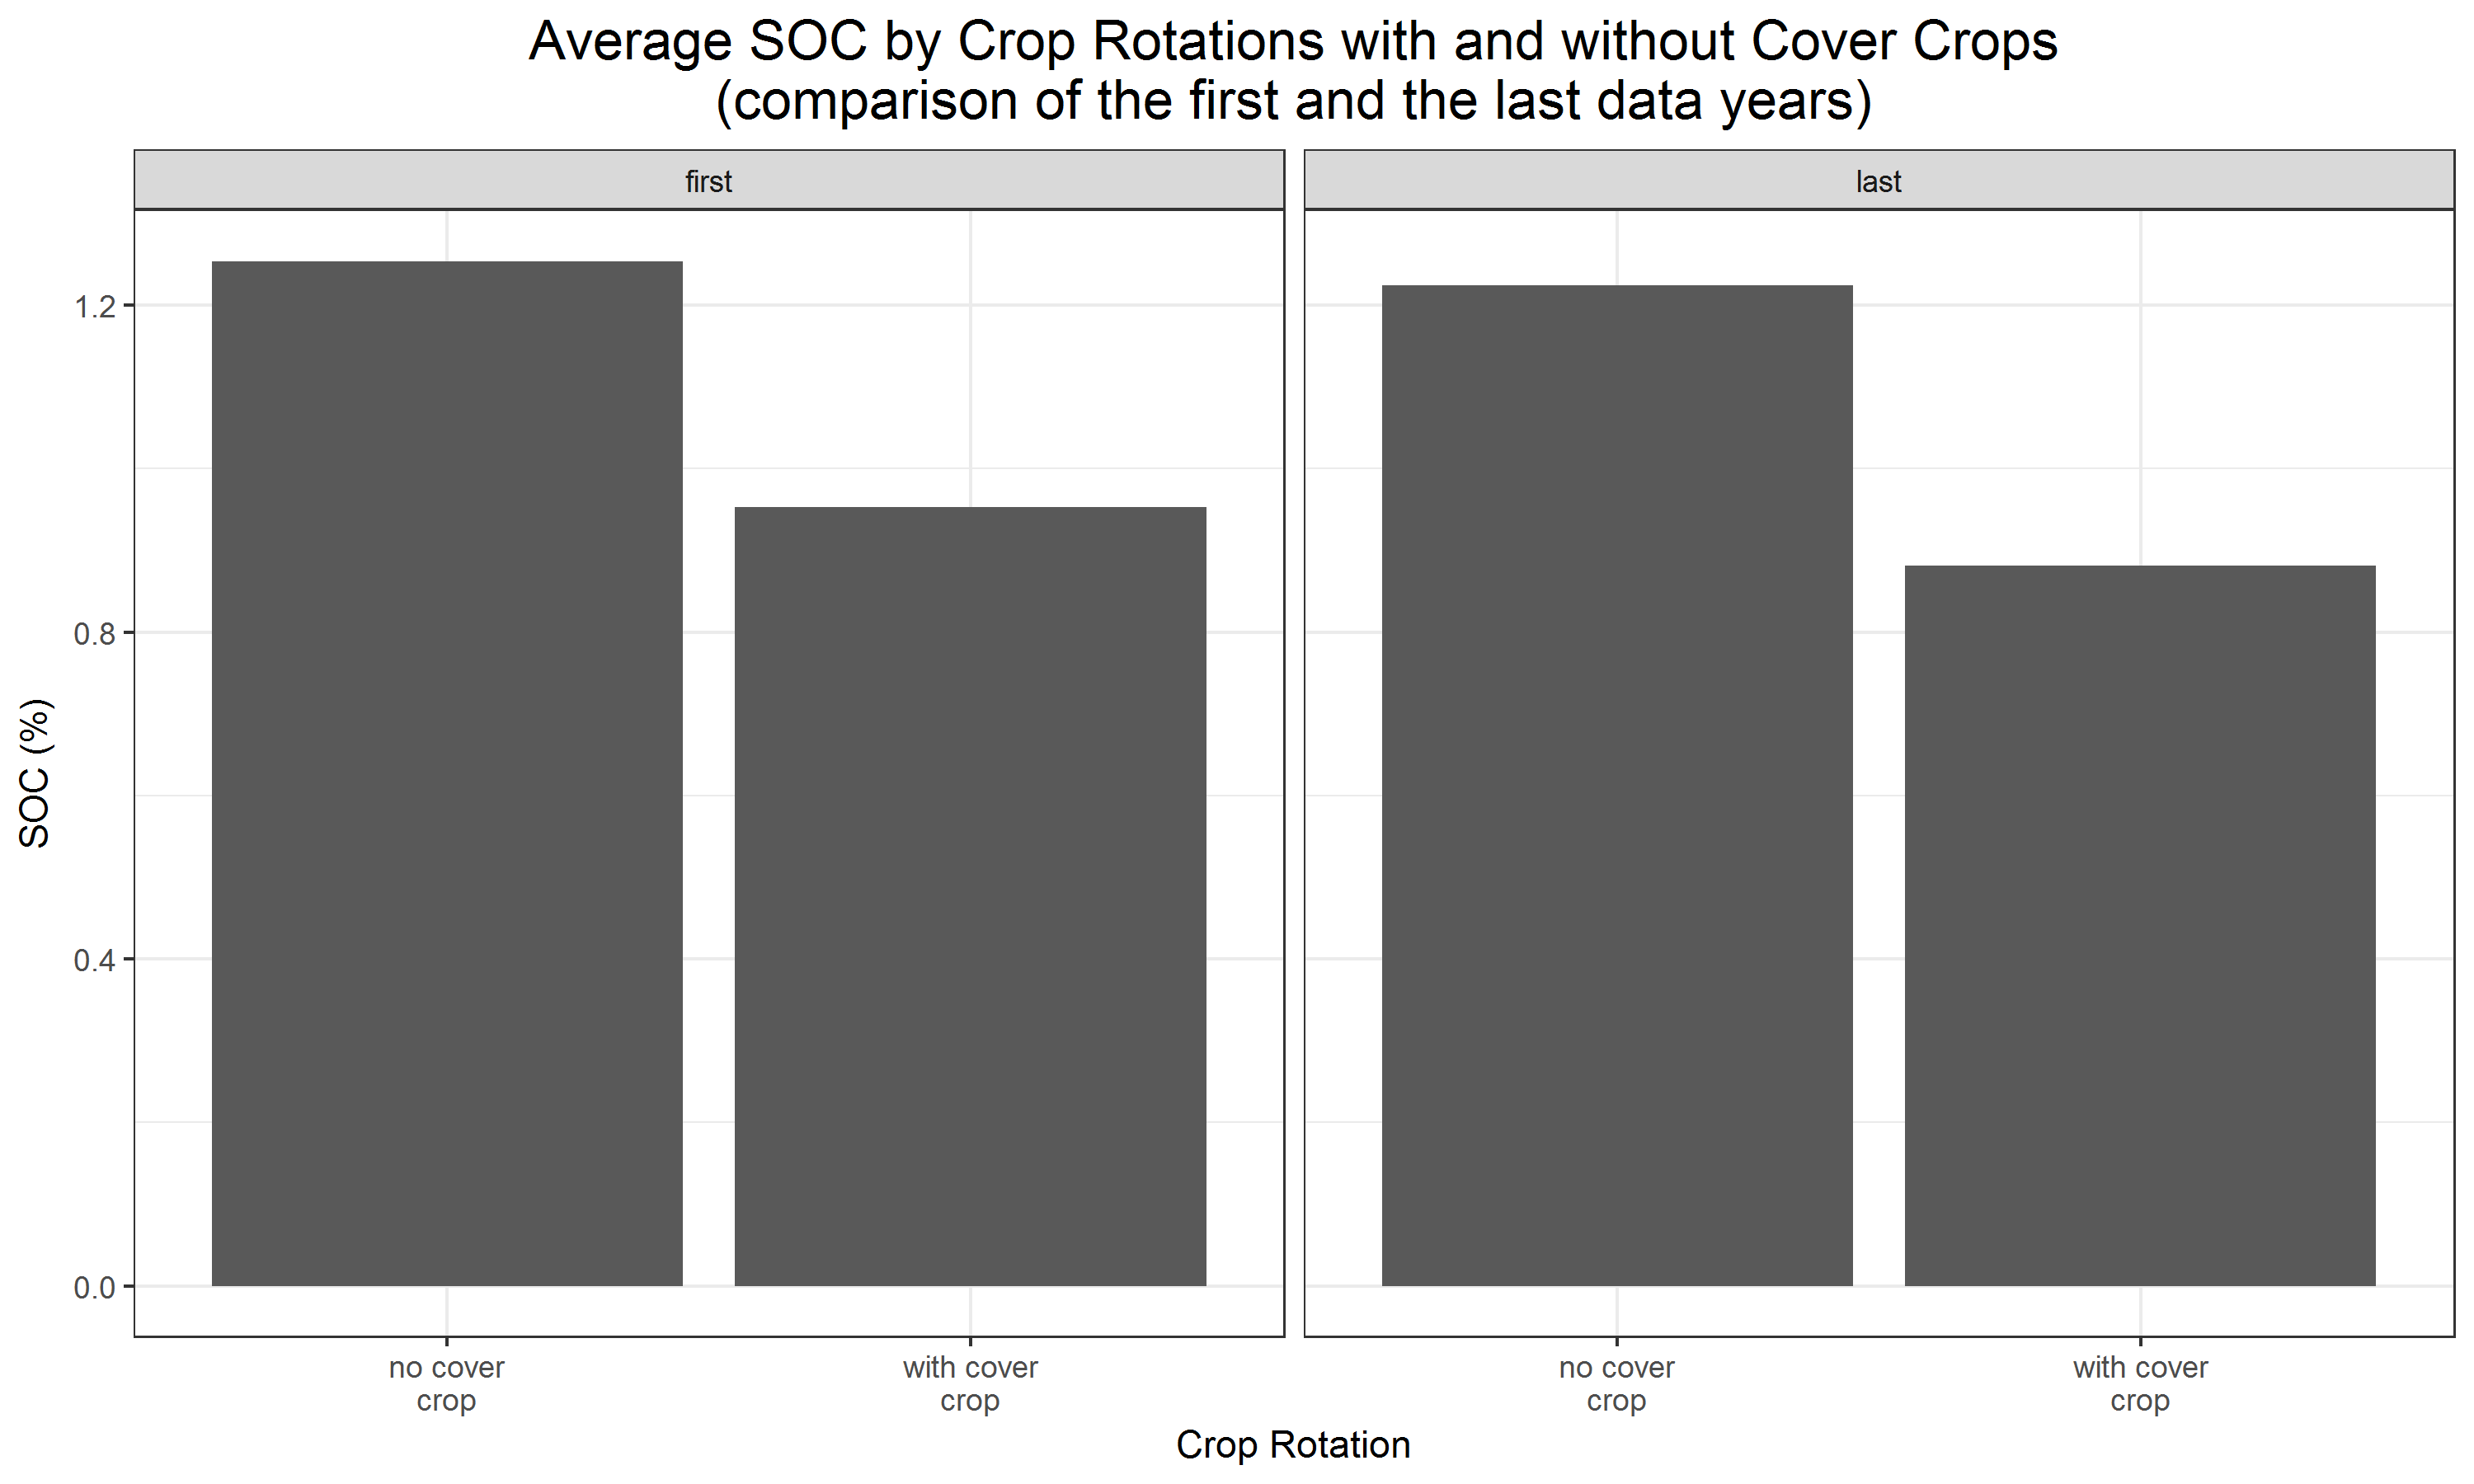 Average SOC by Crop Rotations with and without Cover Crops
(comparison of the first and the last data years)
first
last
SOC (%)
1.2
0.8
0.4
0.0
no cover
crop
with cover
crop
no cover
crop
with cover
crop
Crop Rotation